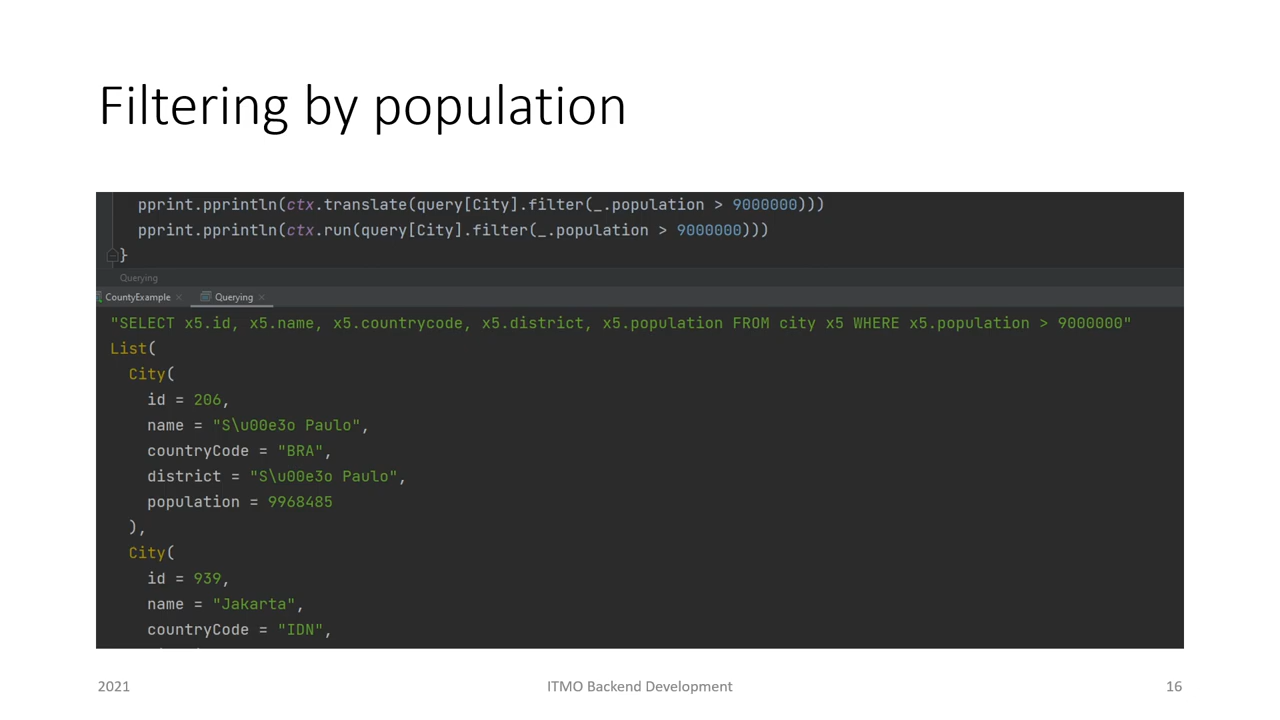 Filtering by population
pprint.pprintln(ctx.translate(query[City].filter(_.population > 9000000)))
pprint.pprintln(ctx.run(query[City].filter(_.population > 9000000)))
}
Querying
CountyExample × Querying ×
"SELECT x5.id, x5.name, x5.countrycode, x5.district, x5.population FROM city x5 WHERE x5.population > 9000000"
List(
City(
id = 206,
name = "S\u00e3o Paulo",
countryCode = "BRA",
district = "S\u00e3o Paulo",
population = 9968485
),
City(
id = 939,
name = "Jakarta",
countryCode = "IDN",
2021
ITMO Backend Development
16